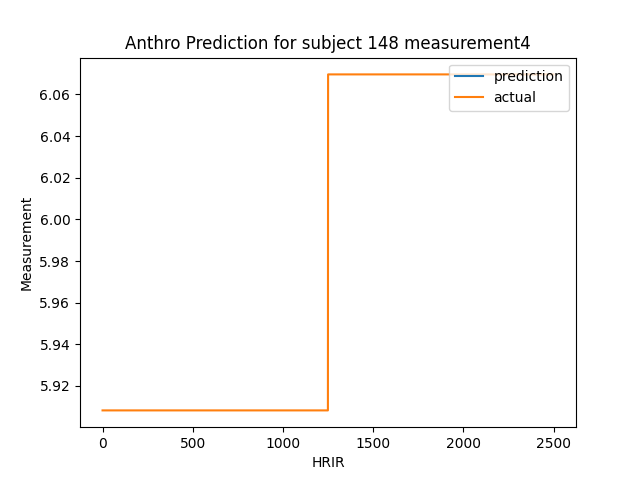 Anthro Prediction for subject 148 measurement4
prediction
actual
6.06
6.04
6.02
6.00
5.98
5.96
5.94
5.92
Measurement
0
500
1000
1500
2000
2500
HRIR